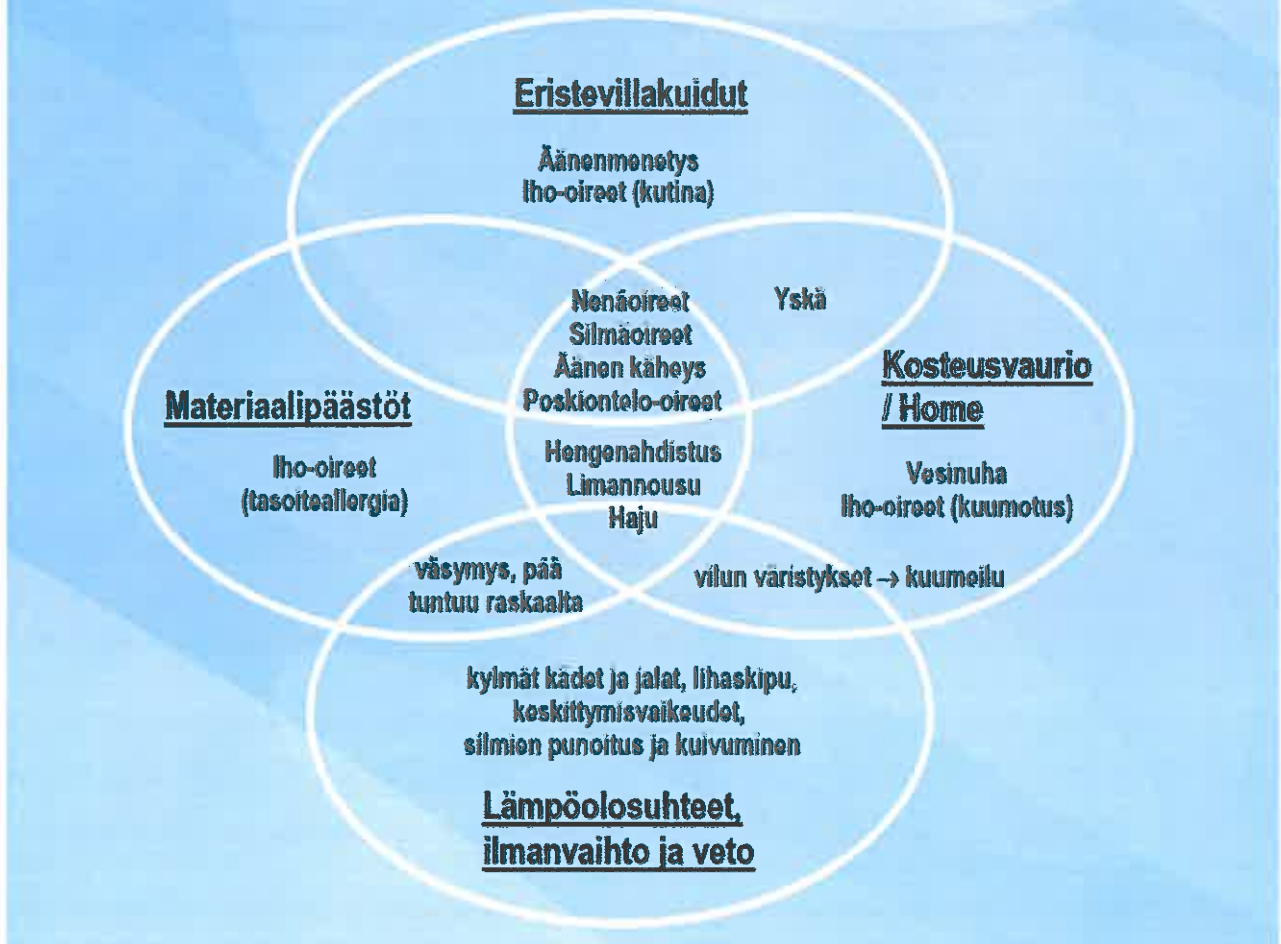 Eristevillakuidut
Äänenmenetys
Iho-oireet (kutina)
Nenäoireet
Silmäoireet
Äänen käheys
Poskiontelo-oireet
Yskä
Kosteusvaurio
/ Home
Vesinuha
Iho-oireet (kuumotus)
Materiaalipäästöt
Iho-oireet
(tasoiteallergia)
Hengenahdistus
Limannousu
Haju
väsymys, pää
tuntuu raskaalta
vilun väristykset → kuumeilu
kylmät kädet ja jalat, lihaskipu,
keskittymisvaikeudet,
silmien punoitus ja kuivuminen
Lämpöolosuhteet,
ilmanvaihto ja veto